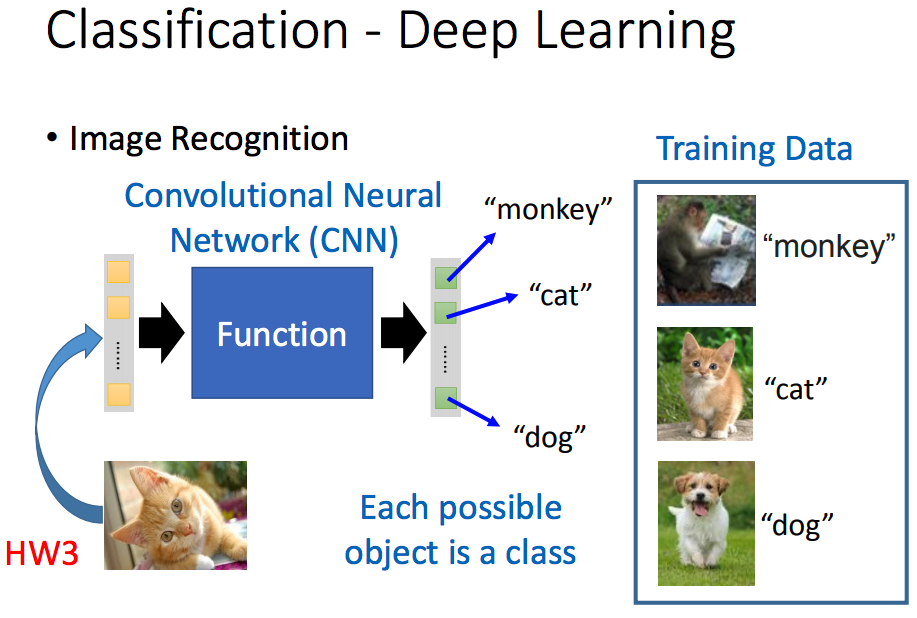 Classification - Deep Learning
• Image Recognition
Training Data
Convolutional Neural
Network (CNN)
Function
“monkey”
“cat”
“dog”
“monkey”
“cat”
“dog”
HW3
Each possible
object is a class